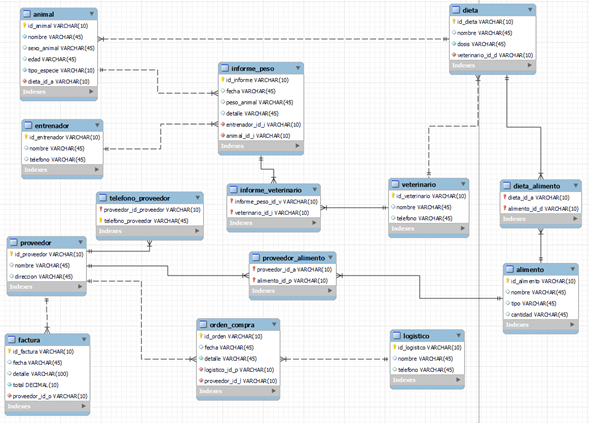 animal
id_animal VARCHAR(10)
nombre VARCHAR(45)
sexo_animal VARCHAR(45)
edad VARCHAR(45)
tipo_especie VARCHAR(10)
dieta_id_a VARCHAR(10)
Indexes
dieta
id_dieta VARCHAR(10)
nombre VARCHAR(45)
dosis VARCHAR(45)
veterinario_id_d VARCHAR(10)
Indexes
informe_peso
id_informe VARCHAR(10)
fecha VARCHAR(45)
peso_animal VARCHAR(45)
detalle VARCHAR(45)
entrenador_id_i VARCHAR(10)
animal_id_i VARCHAR(10)
Indexes
entrenador
id_entrenador VARCHAR(10)
nombre VARCHAR(45)
telefono VARCHAR(45)
Indexes
informe_veterinario
informe_peso_id_v VARCHAR(10)
veterinario_id_i VARCHAR(10)
Indexes
veterinario
id_veterinario VARCHAR(10)
nombre VARCHAR(45)
telefono VARCHAR(10)
Indexes
dieta_alimento
dieta_id_a VARCHAR(10)
alimento_id_d VARCHAR(10)
Indexes
telefono_proveedor
proveedor_id_proveedor VARCHAR(10)
telefono_proveedor VARCHAR(45)
Indexes
proveedor
id_proveedor VARCHAR(10)
nombre VARCHAR(45)
direccion VARCHAR(45)
Indexes
proveedor_alimento
proveedor_id_a VARCHAR(10)
alimento_id_p VARCHAR(10)
Indexes
alimento
id_alimento VARCHAR(10)
nombre VARCHAR(45)
tipo VARCHAR(45)
cantidad VARCHAR(45)
Indexes
factura
id_factura VARCHAR(10)
fecha VARCHAR(45)
detalle VARCHAR(100)
total DECIMAL(10)
proveedor_id_p VARCHAR(10)
Indexes
orden_compra
id_orden VARCHAR(10)
fecha VARCHAR(45)
detalle VARCHAR(45)
logistico_id_p VARCHAR(10)
proveedor_id_l VARCHAR(10)
Indexes
logistico
id_logistico VARCHAR(10)
nombre VARCHAR(45)
telefono VARCHAR(45)
Indexes